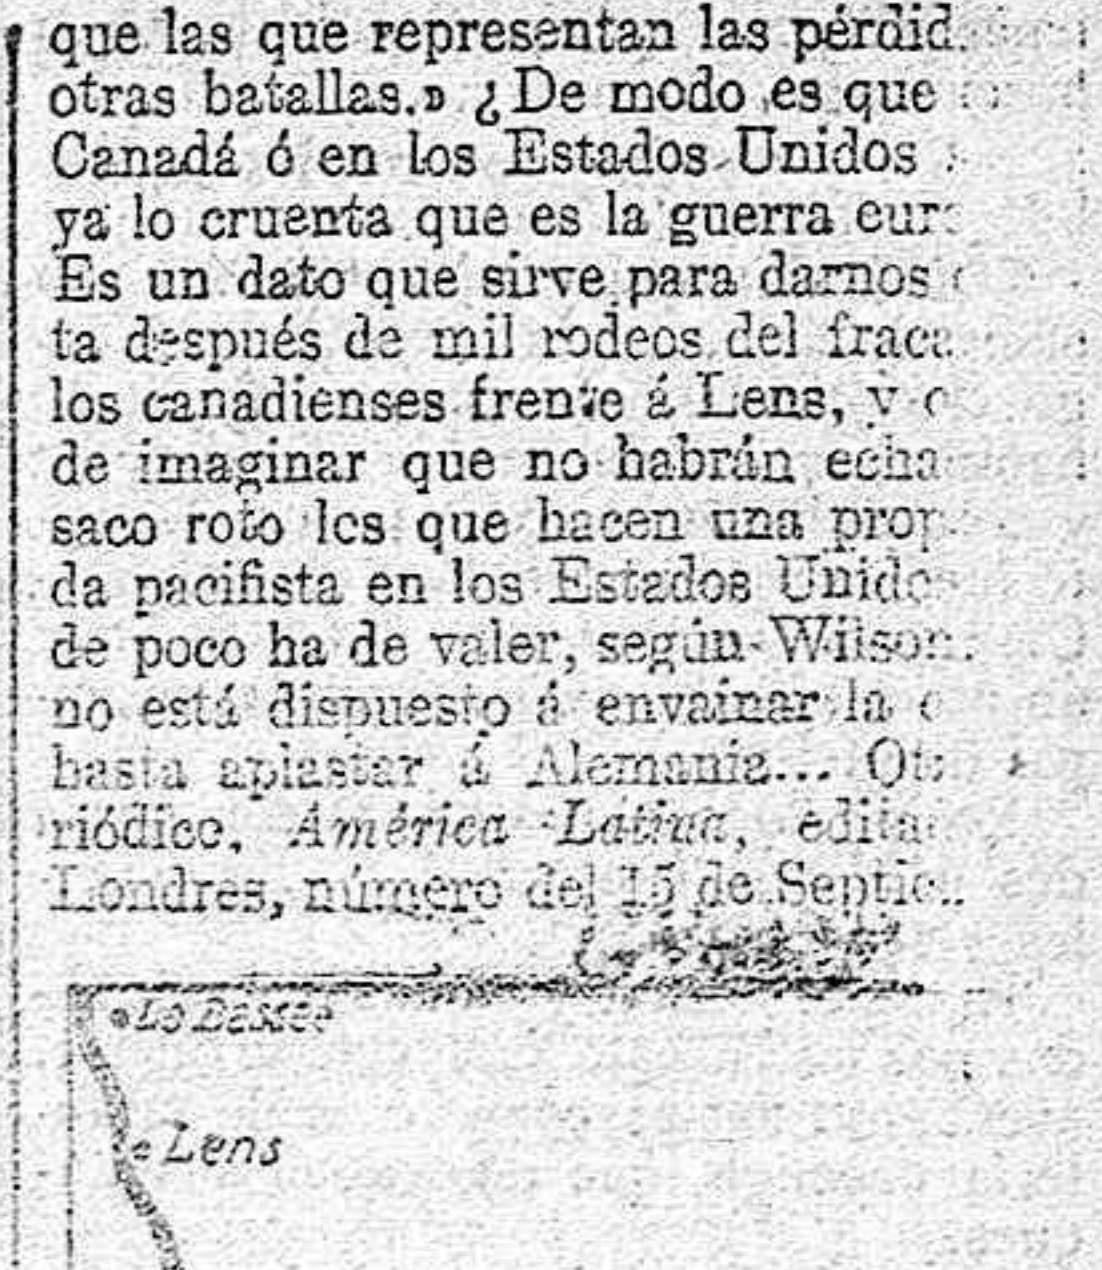 que las que representan las pérdid
otras batallas.» ¿De modo es que
Canadá ó en los Estados Unidos
ya lo cruenta que es la guerra eur
Es un dato que sirve para darnos
ta después de mil rodeos del frac
los canadienses frente á Lens, y
de imaginar que no habrán echa
saco roto los que hacen una prop
da pacifista en los Estados Unidos
de poco ha de valer, según Wilson
no está dispuesto á envainar la
hasta aplastar á Alemania... Ot
riódico, América Latina, edita
Londres, número del 15 de Septie
La Bassee
Lens